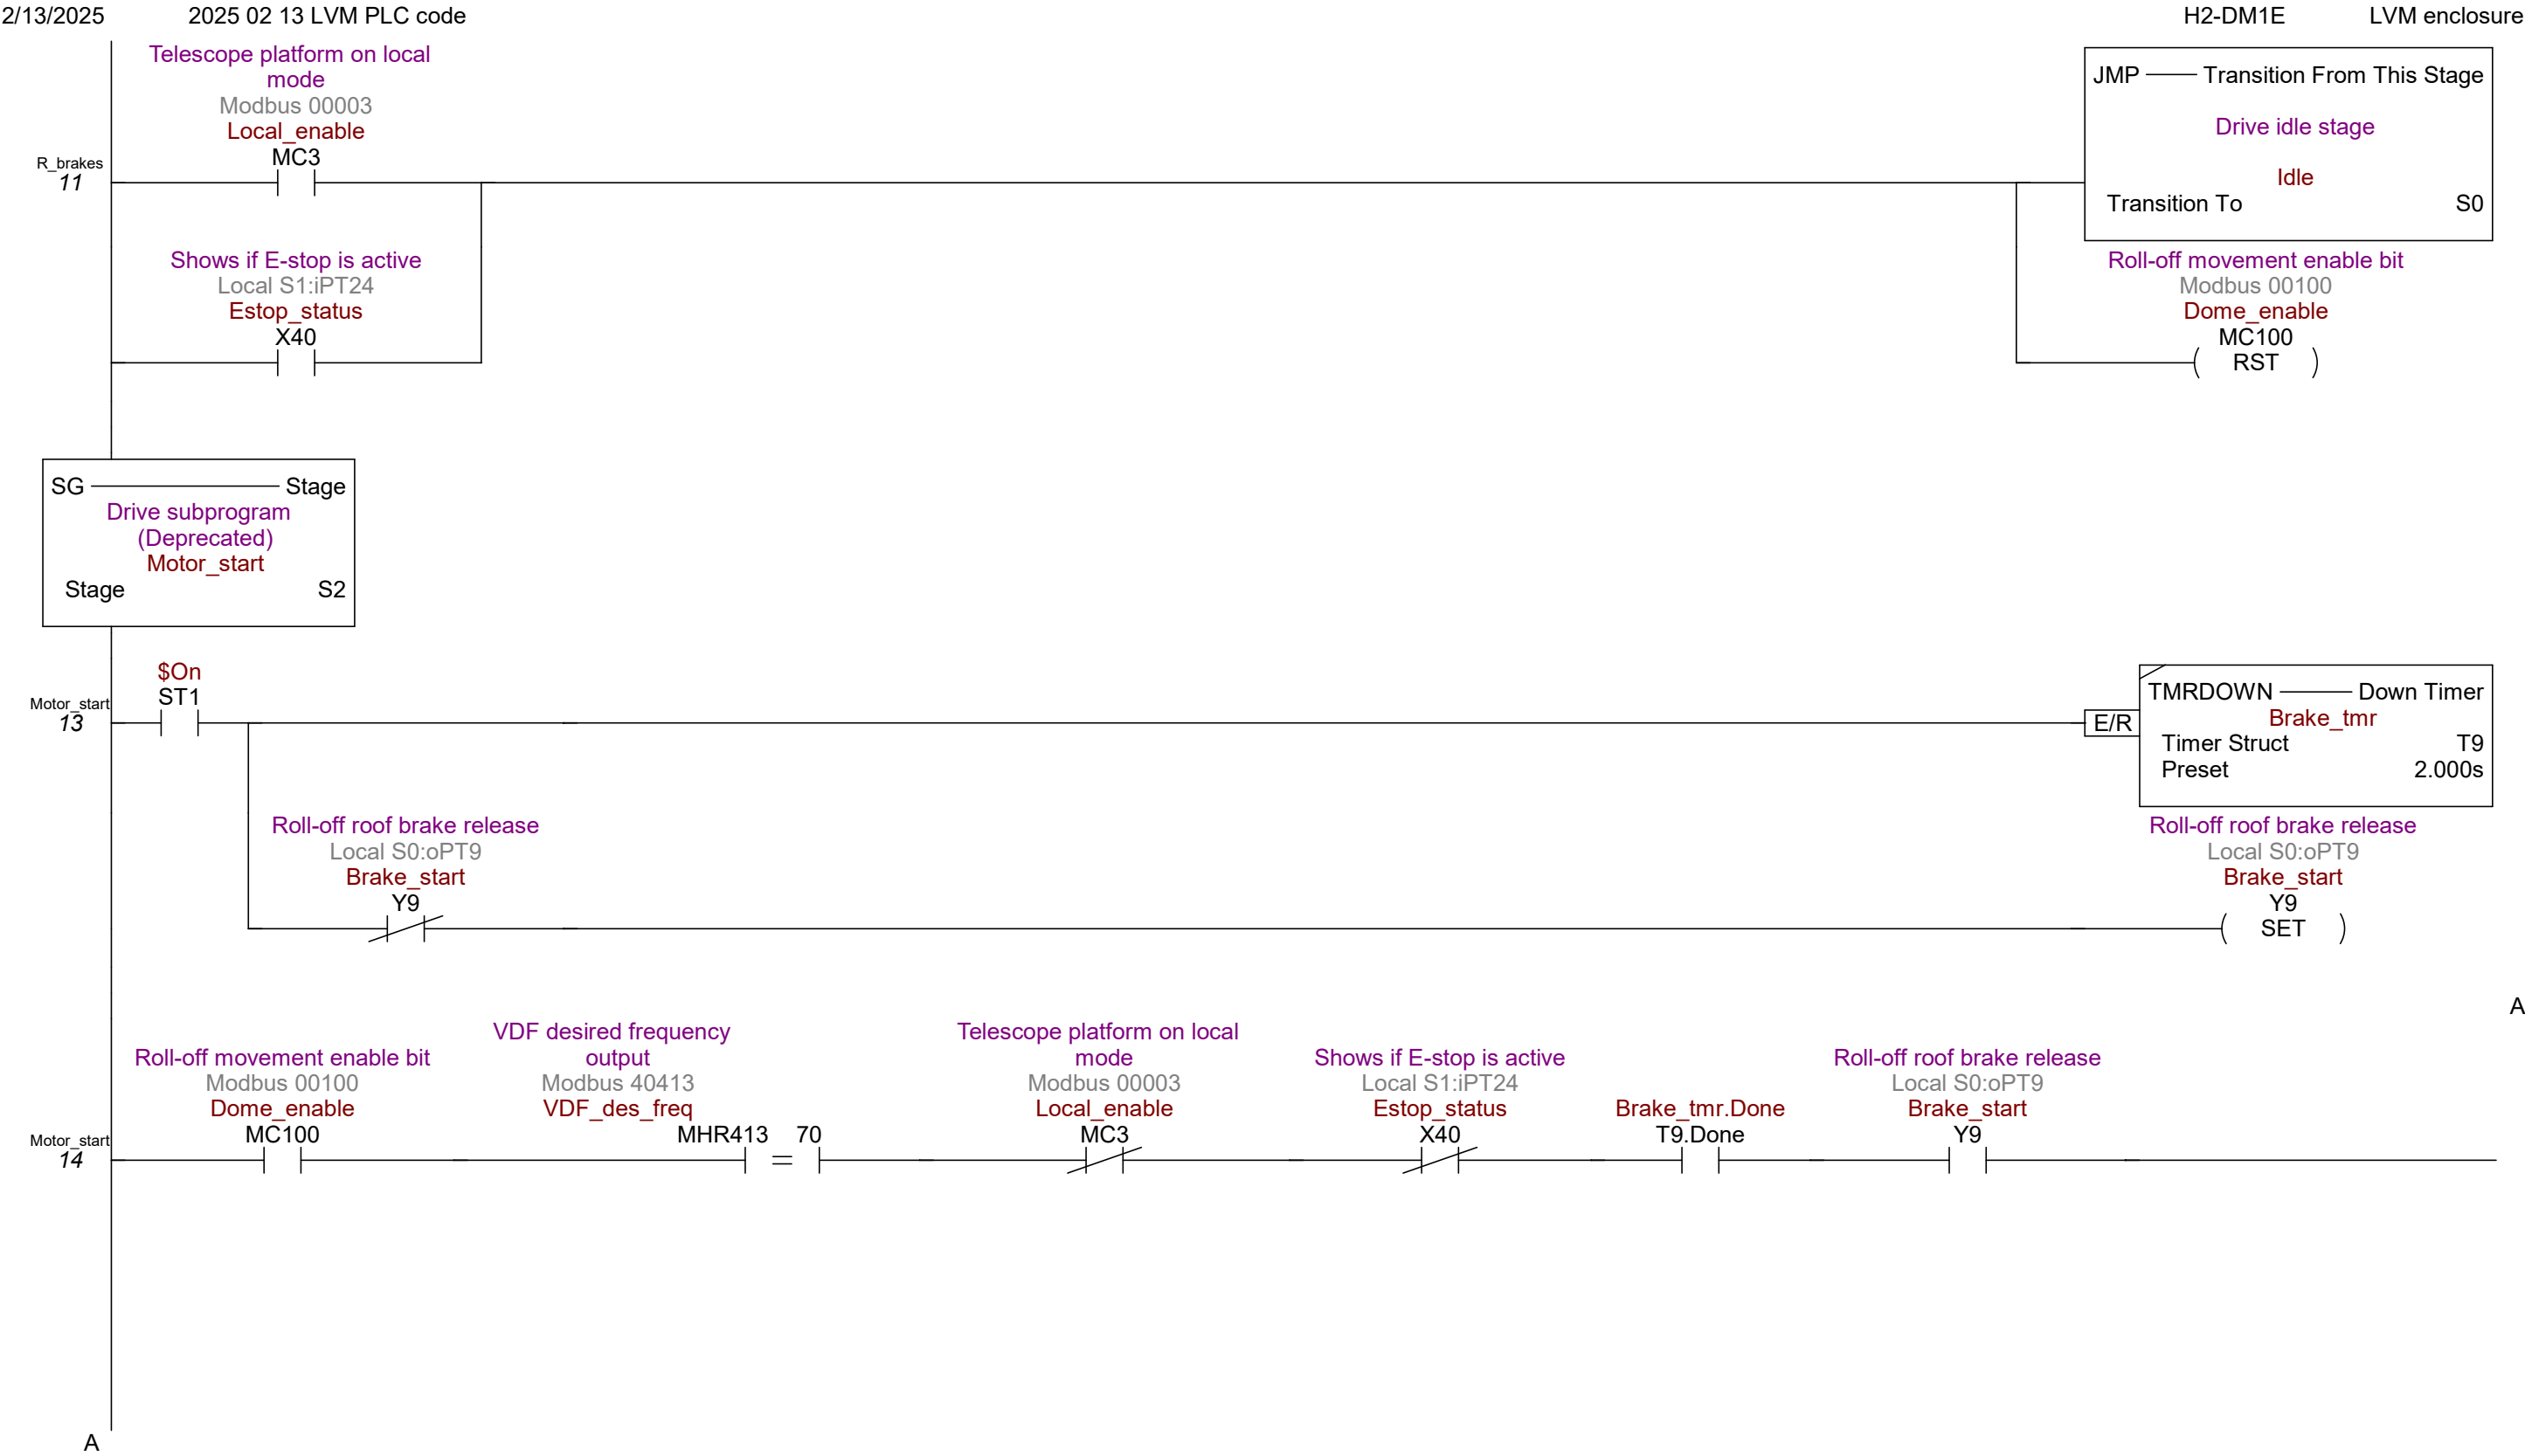 2/13/2025 2025 02 13 LVM PLC code H2-DM1E LVM enclosure
Telescope platform on local
mode
Modbus 00003
Local_enable
MC3
R_brakes
11
JMP Transition From This Stage
Drive idle stage
Idle
Transition To S0
Shows if E-stop is active
Local S1:iPT24
Estop_status
X40
Roll-off movement enable bit
Modbus 00100
Dome_enable
MC100
RST
SG Stage
Drive subprogram
(Deprecated)
Motor_start
Stage S2
$On
ST1
Motor_start
13
E/R
TMRDOWN Down Timer
Brake_tmr
Timer Struct T9
Preset 2.000s
Roll-off roof brake release
Local S0:oPT9
Brake_start
Y9
Roll-off roof brake release
Local S0:oPT9
Brake_start
Y9
SET
A
Roll-off movement enable bit
Modbus 00100
Dome_enable
MC100
VDF desired frequency
output
Modbus 40413
VDF_des_freq
MHR413 = 70
Telescope platform on local
mode
Modbus 00003
Local_enable
MC3
Shows if E-stop is active
Local S1:iPT24
Estop_status
X40
Brake_tmr.Done
T9.Done
Roll-off roof brake release
Local S0:oPT9
Brake_start
Y9
Motor_start
14
A